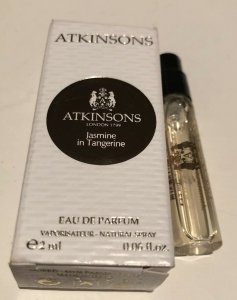 ATKINSONS
ATKINSONS
LONDON 1799
Jasmine
in Tangerine
EAU DE PARFUM
VAPORISATEUR - NATURAL SPRAY
℮2 ml 0.06 fl.oz.